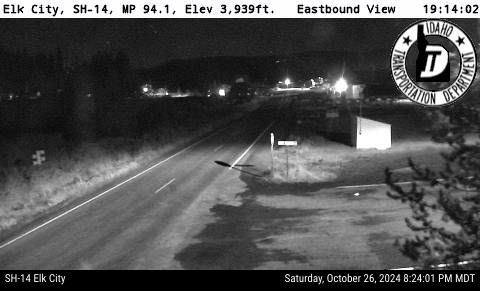 Elk City, SH-14, MP 94.1, Elev 3,939ft. Eastbound View 19:14:02
IDAHO
TRANSPORTATION DEPARTMENT
SH-14 Elk City Saturday, October 26, 2024 8:24:01 PM MDT